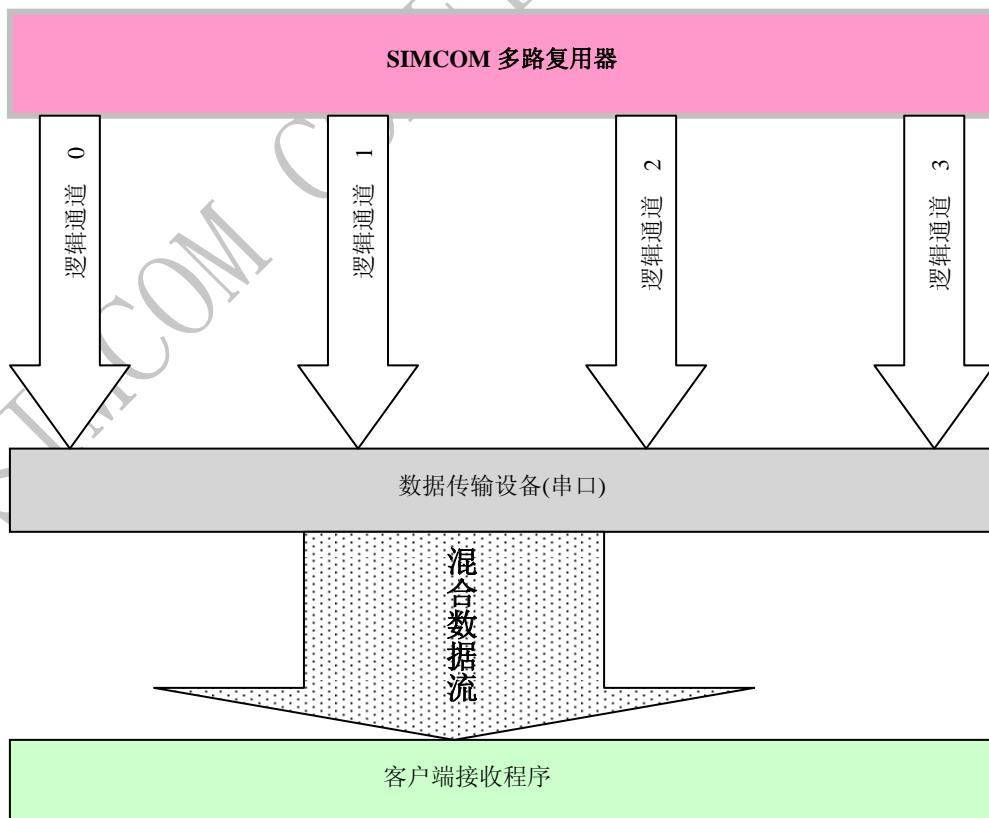 SIMCOM 多路复用器
逻辑通道 0
逻辑通道 1
逻辑通道 2
逻辑通道 3
数据传输设备(串口)
混合数据流
客户端接收程序
SIMCOM